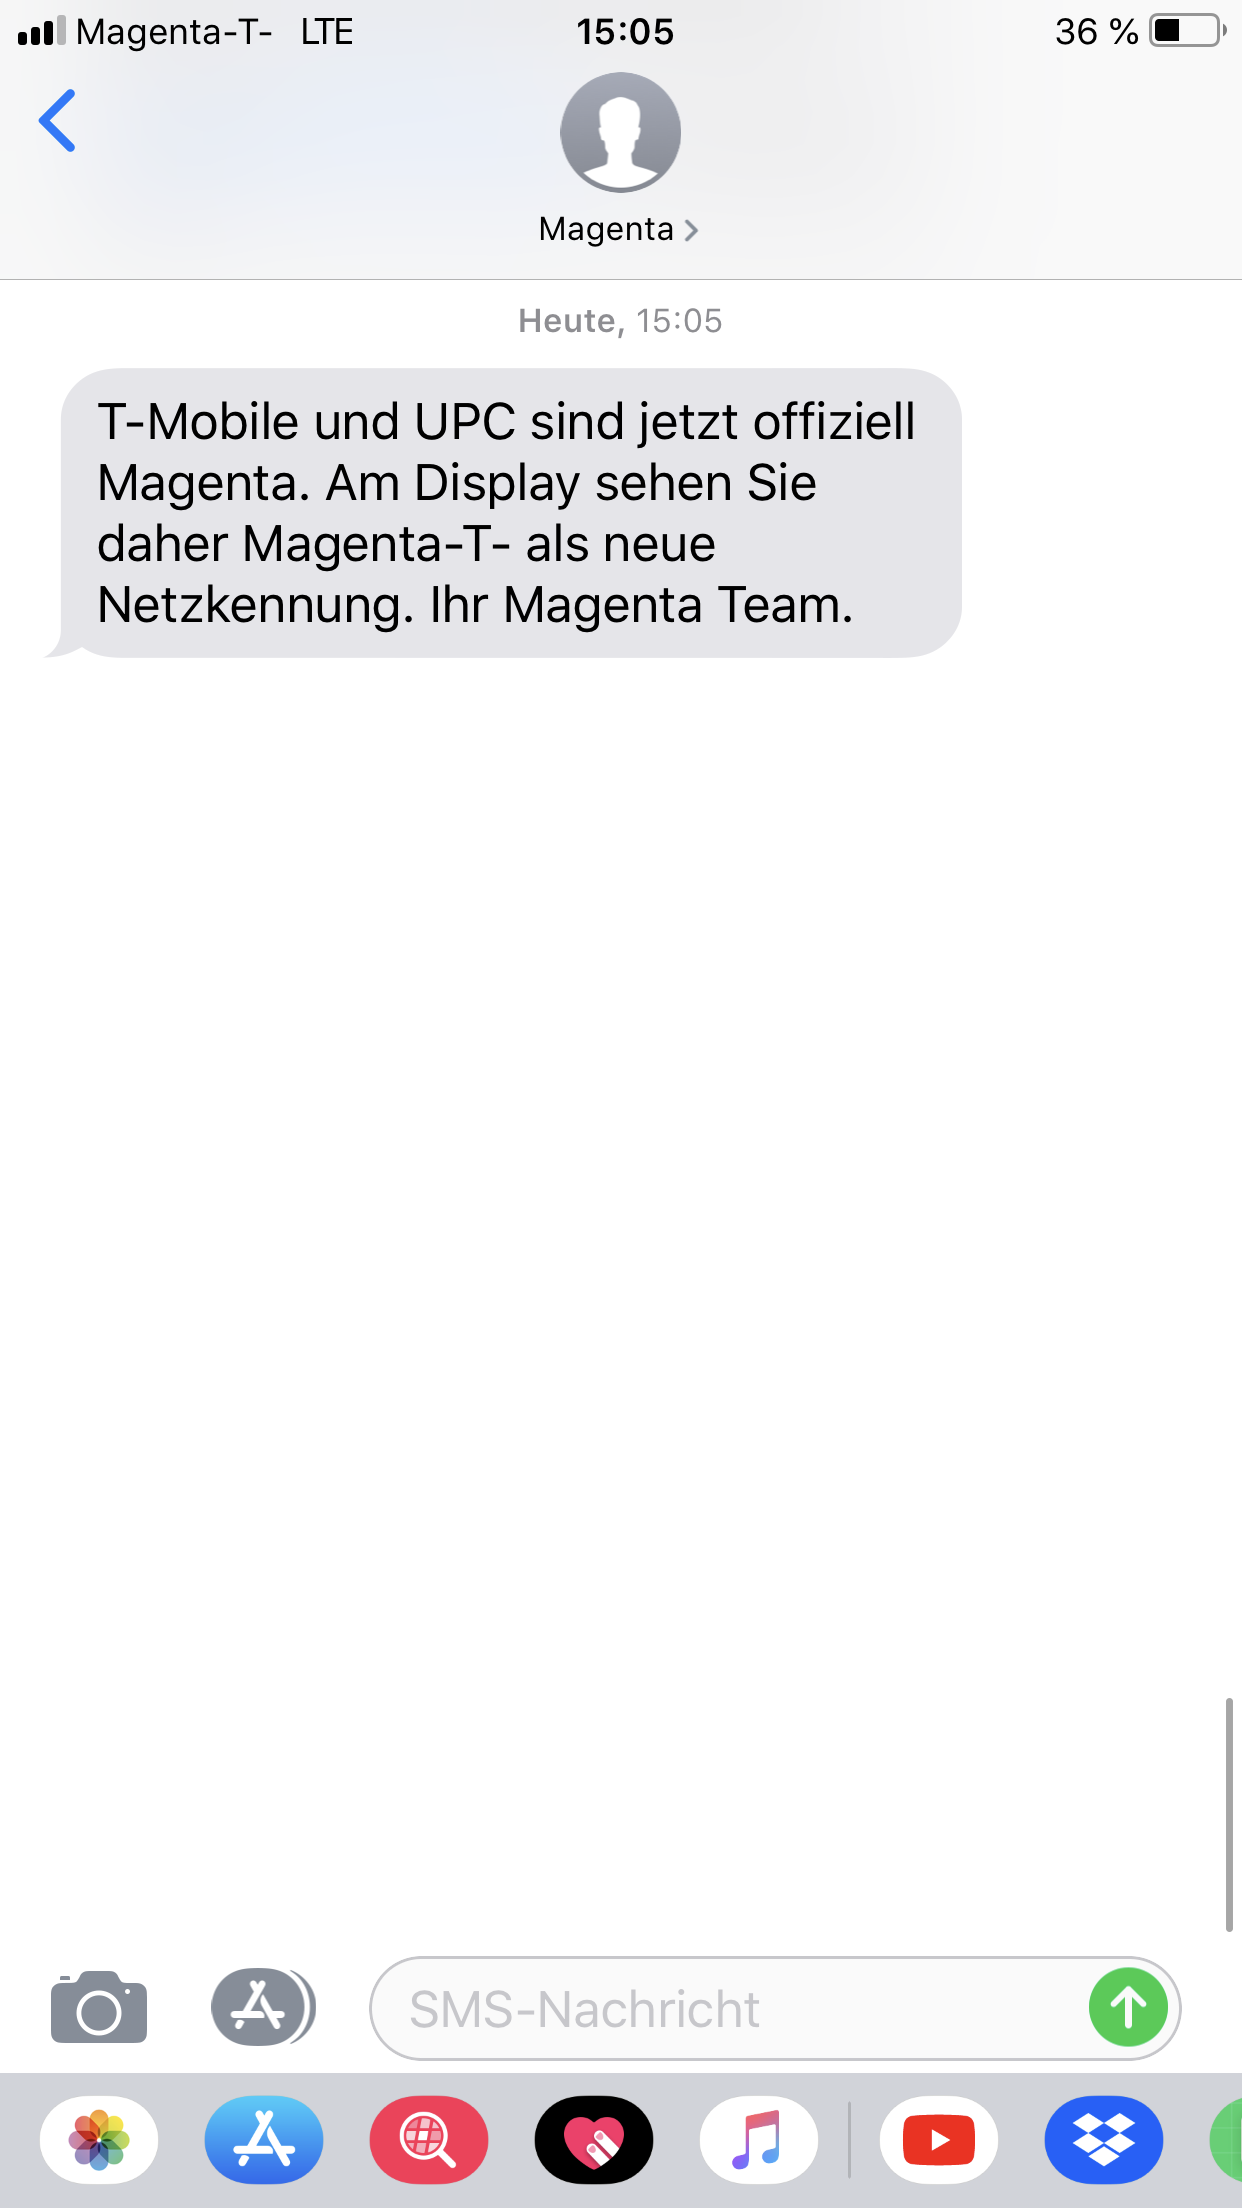 Magenta-T- LTE 15:05 36 %
Magenta
Heute, 15:05
T-Mobile und UPC sind jetzt offiziell
Magenta. Am Display sehen Sie
daher Magenta-T- als neue
Netzkennung. Ihr Magenta Team.
SMS-Nachricht